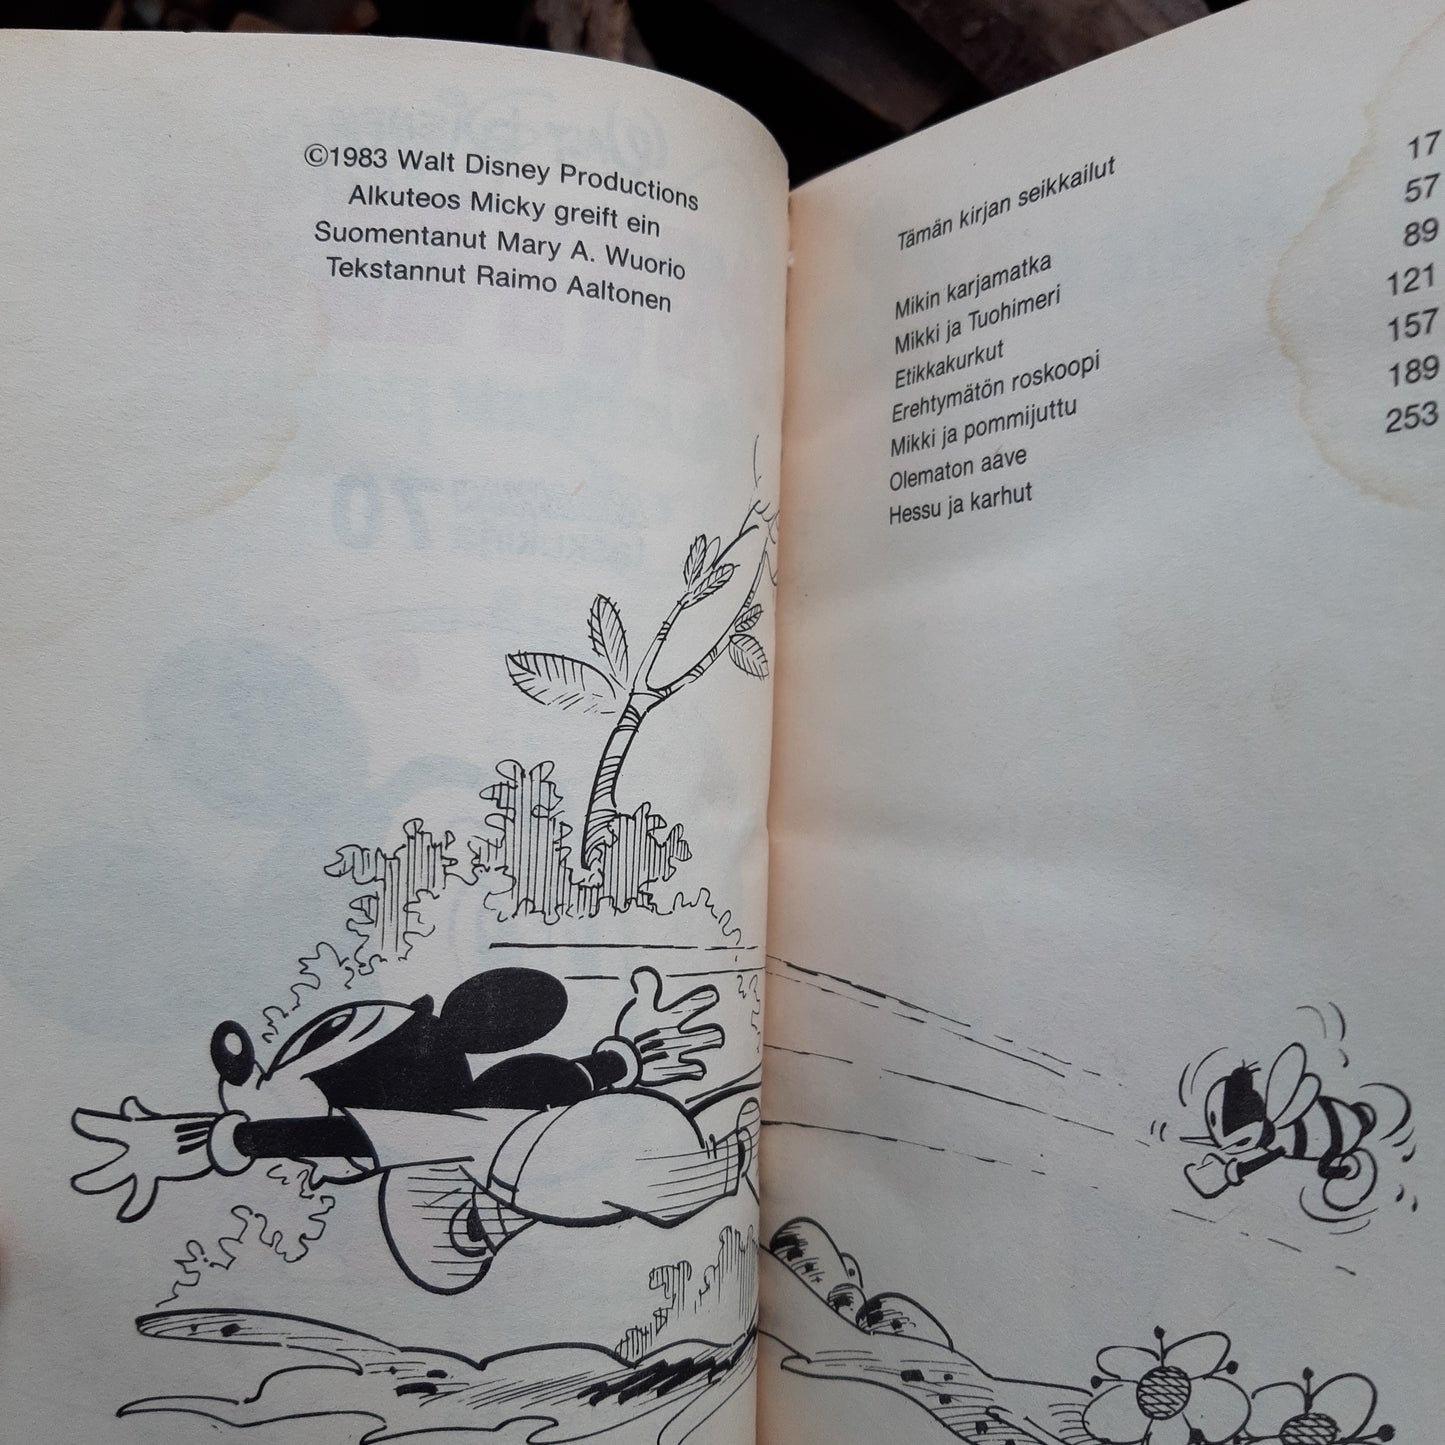 ©1983 Walt Disney Productions
Alkuteos Micky greift ein
Suomentanut Mary A. Wuorio
Tekstannut Raimo Aaltonen
Tämän kirjan seikkailut
Mikin karjamatka 17
Mikki ja Tuohimeri 57
Etikkakurkut 89
Erehtymätön roskoopi 121
Mikki ja pommijuttu 157
Olematon aave 189
Hessu ja karhut 253